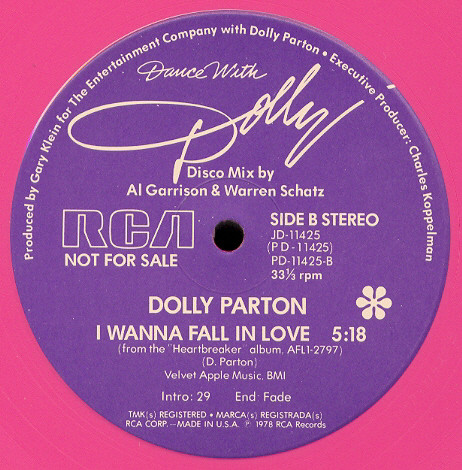 Produced by Gary Klein for The Entertainment Company with Dolly Parton • Executive Producer: Charles Koppelman
Dance With
Dolly
Disco Mix by
Al Garrison & Warren Schatz
RCA
NOT FOR SALE
SIDE B STEREO
JD-11425
(PD-11425)
PD-11425-B
33⅓ rpm
DOLLY PARTON
I WANNA FALL IN LOVE 5:18
(from the "Heartbreaker" album, AFL1-2797)
(D. Parton)
Velvet Apple Music, BMI
Intro: 29 End: Fade
TMK(s) REGISTERED • MARCA(s) REGISTRADA(s)
RCA CORP.—MADE IN U.S.A. ℗ 1978 RCA Records